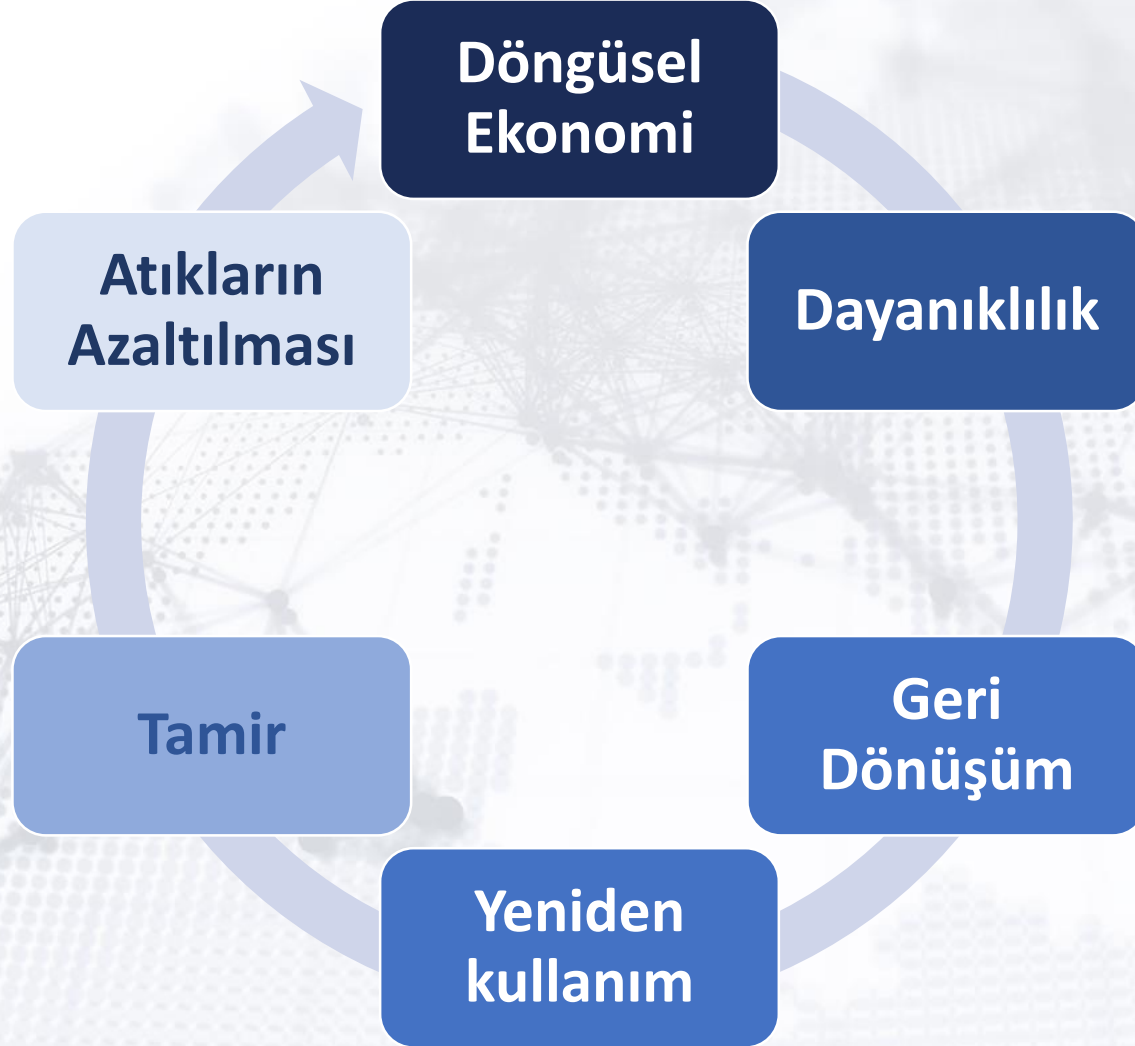 Döngüsel
Ekonomi
Dayanıklılık
Geri
Dönüşüm
Yeniden
kullanım
Tamir
Atıkların
Azaltılması